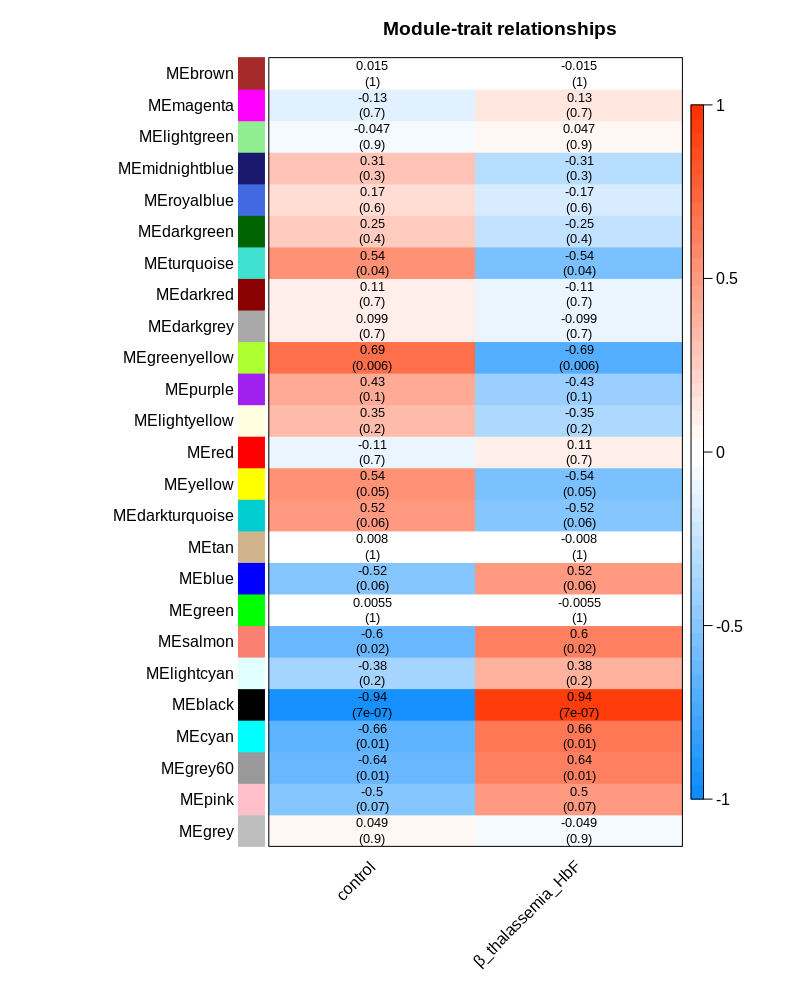 Module-trait relationships
MEbrown 0.015 -0.015
(1) (1)
MEmagenta -0.13 0.13
(0.7) (0.7)
MElightgreen -0.047 0.047
(0.9) (0.9)
MEmidnightblue 0.31 -0.31
(0.3) (0.3)
MEroyalblue 0.17 -0.17
(0.6) (0.6)
MEdarkgreen 0.25 -0.25
(0.4) (0.4)
MEturquoise 0.54 -0.54
(0.04) (0.04)
MEdarkred 0.11 -0.11
(0.7) (0.7)
MEdarkgrey 0.099 -0.099
(0.7) (0.7)
MEgreenyellow 0.69 -0.69
(0.006) (0.006)
MEpurple 0.43 -0.43
(0.1) (0.1)
MElightyellow 0.35 -0.35
(0.2) (0.2)
MEred -0.11 0.11
(0.7) (0.7)
MEyellow 0.54 -0.54
(0.05) (0.05)
MEdarkturquoise 0.52 -0.52
(0.06) (0.06)
MEtan 0.008 -0.008
(1) (1)
MEblue -0.52 0.52
(0.06) (0.06)
MEgreen 0.0055 -0.0055
(1) (1)
MEsalmon -0.6 0.6
(0.02) (0.02)
MElightcyan -0.38 0.38
(0.2) (0.2)
MEblack -0.94 0.94
(7e-07) (7e-07)
MEcyan -0.66 0.66
(0.01) (0.01)
MEgrey60 -0.64 0.64
(0.01) (0.01)
MEpink -0.5 0.5
(0.07) (0.07)
MEgrey 0.049 -0.049
(0.9) (0.9)
control
β_thalassemia_HbF
1
0.5
0
-0.5
-1